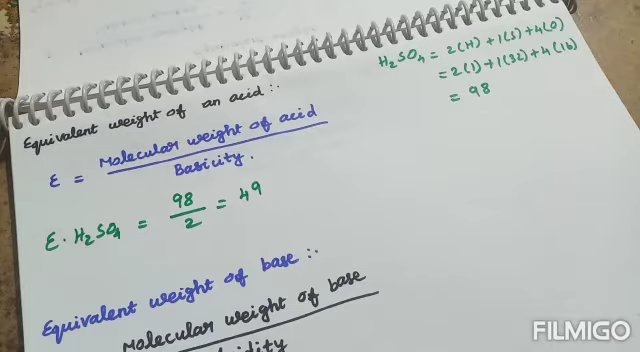 Equivalent weight of an acid :-
E = Molecular weight of acid
Basicity.
E. H₂SO₄ = 98/2 = 49
H₂SO₄ = 2(H) + 1(S) + 4(O)
= 2(1) + 1(32) + 4(16)
= 98
Equivalent weight of base :-
Molecular weight of base
FILMIGO